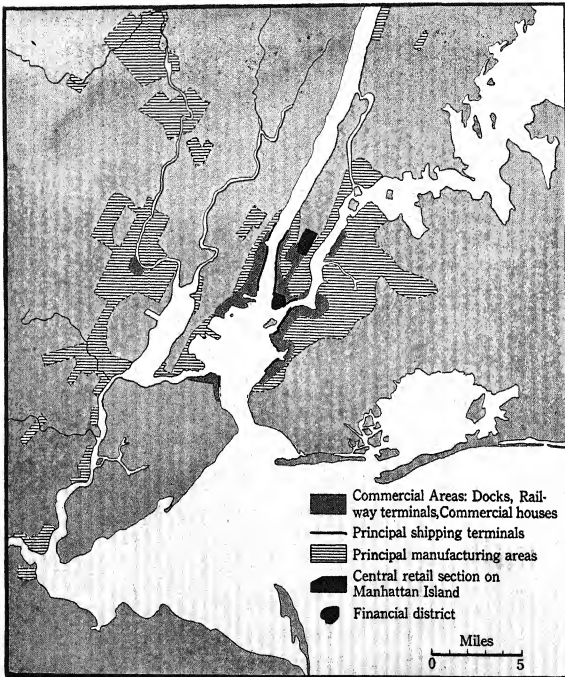 Commercial Areas: Docks, Rail-
way terminals, Commercial houses
Principal shipping terminals
Principal manufacturing areas
Central retail section on
Manhattan Island
Financial district
Miles
0 5